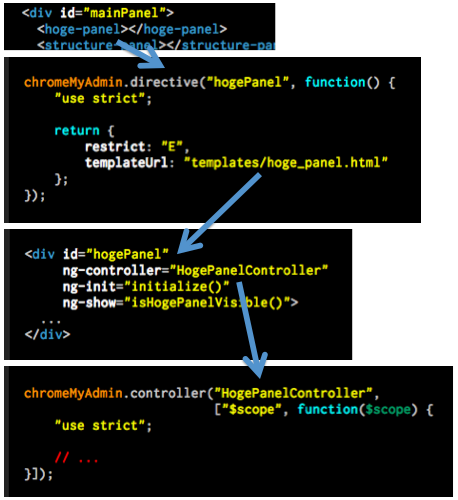 <div id="mainPanel">
<hoge-panel></hoge-panel>
<structure-panel></structure-pa
chromeMyAdmin.directive("hogePanel", function() {
"use strict";
return {
restrict: "E",
templateUrl: "templates/hoge_panel.html"
};
});
<div id="hogePanel"
ng-controller="HogePanelController"
ng-init="initialize()"
ng-show="isHogePanelVisible()">
...
</div>
chromeMyAdmin.controller("HogePanelController",
["$scope", function($scope) {
"use strict";
// ...
}]);